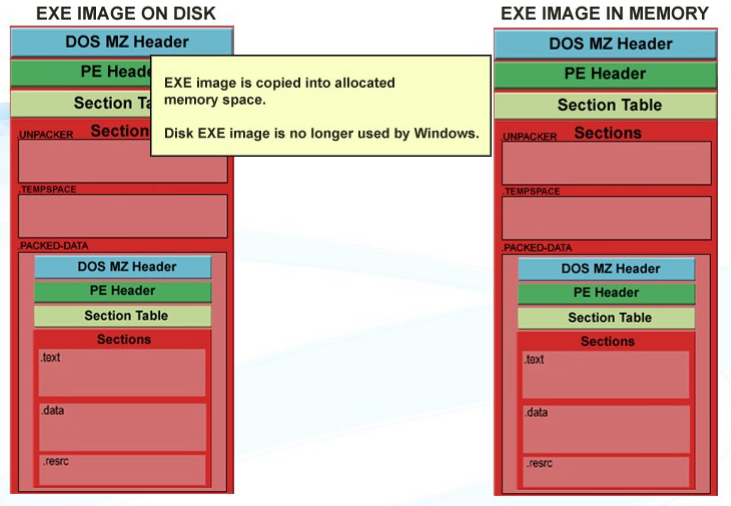 EXE IMAGE ON DISK
DOS MZ Header
PE Heade
Section Ta
Section
.UNPACKER
.TEMPSPACE
.PACKED-DATA
DOS MZ Header
PE Header
Section Table
Sections
.text
.data
.resrc
EXE image is copied into allocated
memory space.
Disk EXE image is no longer used by Windows.
EXE IMAGE IN MEMORY
DOS MZ Header
PE Header
Section Table
Sections
.UNPACKER
.TEMPSPACE
.PACKED-DATA
DOS MZ Header
PE Header
Section Table
Sections
.text
.data
.resrc